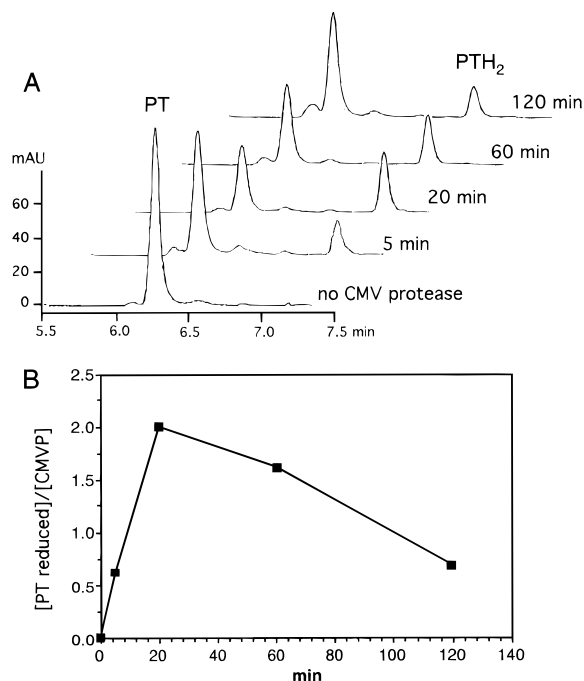 A
PT
PTH2
120 min
60 min
20 min
5 min
no CMV protease
mAU
60
40
20
0
5.5 6.0 6.5 7.0 7.5 min
B
[PT reduced]/[CMVP]
2.5
2.0
1.5
1.0
0.5
0.0
0 20 40 60 80 100 120 140
min